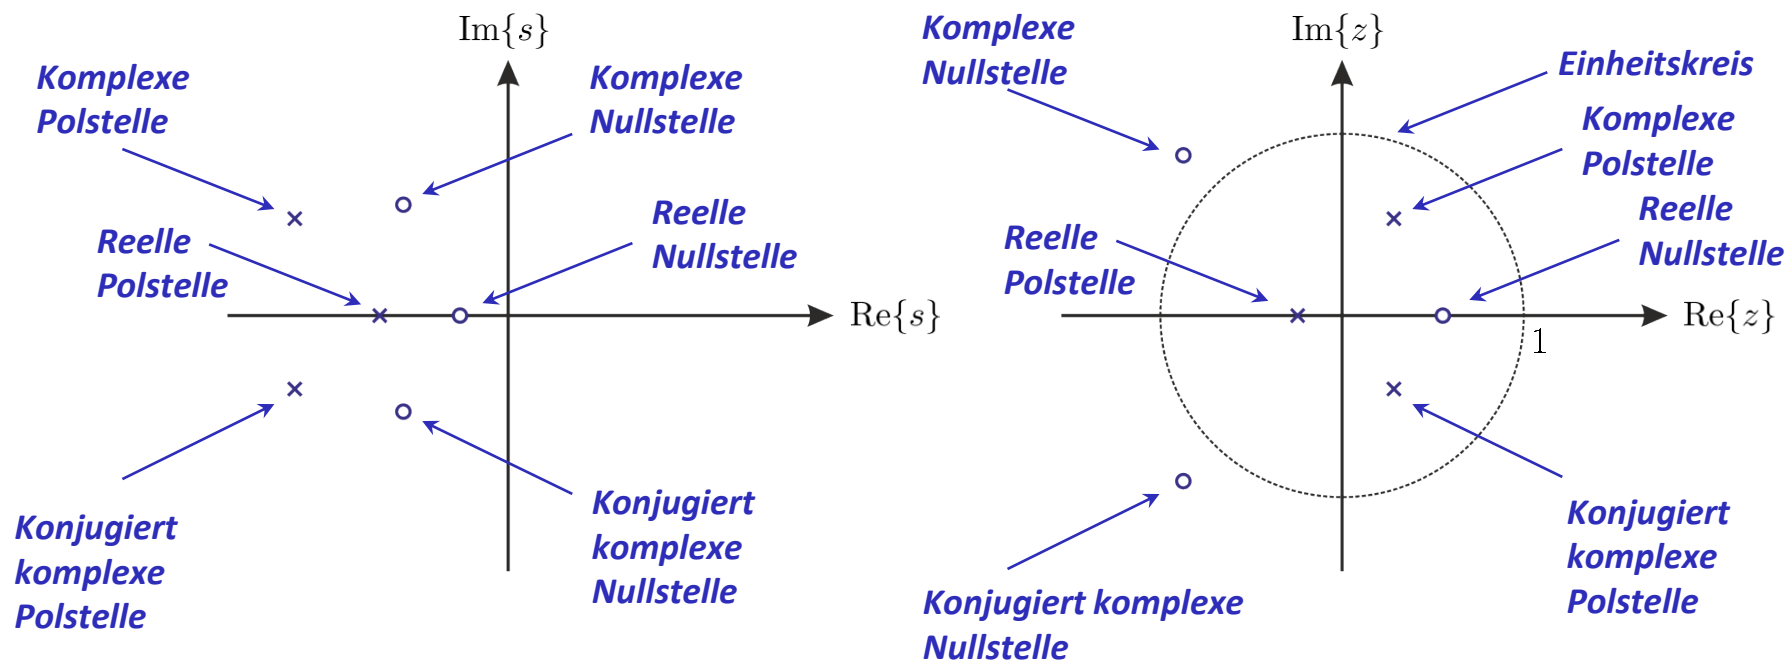 Im{s}
Komplexe
Polstelle
Komplexe
Nullstelle
Reelle
Polstelle
Reelle
Nullstelle
Re{s}
Konjugiert
komplexe
Polstelle
Konjugiert
komplexe
Nullstelle
Komplexe
Nullstelle
Im{z}
Einheitskreis
Komplexe
Polstelle
Reelle
Polstelle
Reelle
Nullstelle
Re{z}
1
Konjugiert komplexe
Nullstelle
Konjugiert
komplexe
Polstelle